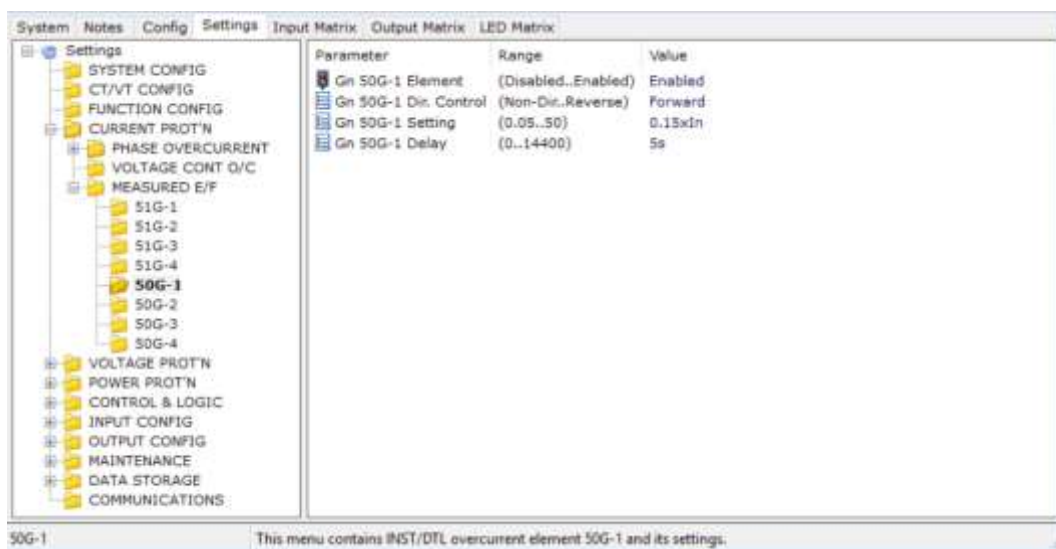 System Notes Config Settings Input Matrix Output Matrix LED Matrix
Settings
SYSTEM CONFIG
CT/VT CONFIG
FUNCTION CONFIG
CURRENT PROT'N
PHASE OVERCURRENT
VOLTAGE CONT O/C
MEASURED E/F
51G-1
51G-2
51G-3
51G-4
50G-1
50G-2
50G-3
50G-4
VOLTAGE PROT'N
POWER PROT'N
CONTROL & LOGIC
INPUT CONFIG
OUTPUT CONFIG
MAINTENANCE
DATA STORAGE
COMMUNICATIONS
Parameter Range Value
Gn 50G-1 Element (Disabled..Enabled) Enabled
Gn 50G-1 Dir. Control (Non-Dir..Reverse) Forward
Gn 50G-1 Setting (0.05..50) 0.15xIn
Gn 50G-1 Delay (0..14400) 5s
50G-1 This menu contains INST/DTL overcurrent element 50G-1 and its settings.